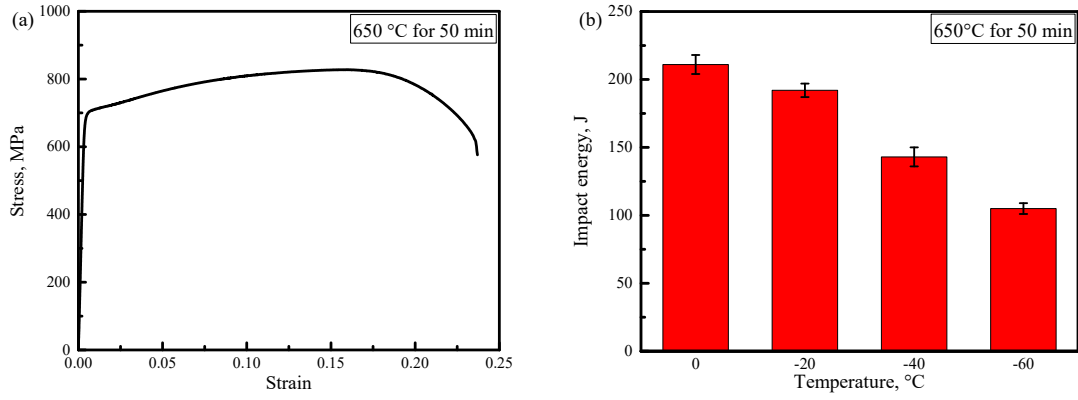 (a)
650 °C for 50 min
1000
800
600
400
200
0
Stress, MPa
0.00
0.05
0.10
0.15
0.20
0.25
Strain
(b)
650°C for 50 min
250
200
150
100
50
0
Impact energy, J
0
-20
-40
-60
Temperature, °C